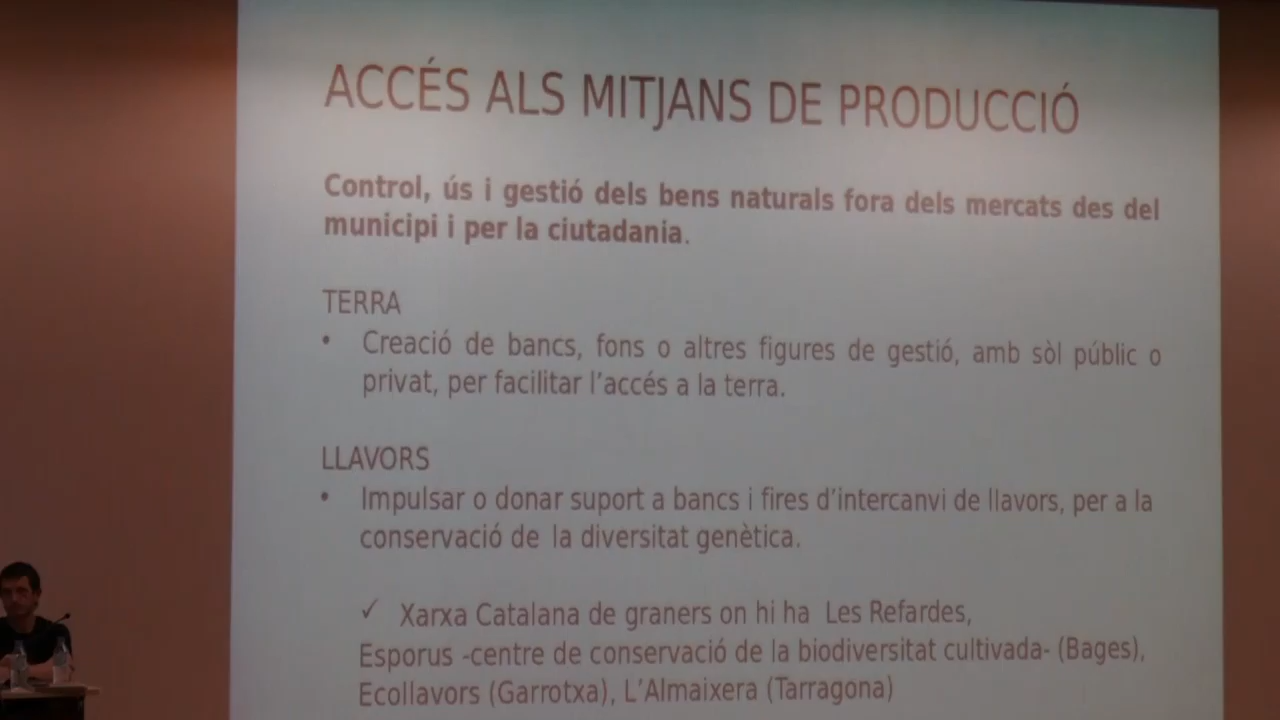 ACCÉS ALS MITJANS DE PRODUCCIÓ
Control, ús i gestió dels bens naturals fora dels mercats des del
municipi i per la ciutadania.
TERRA
• Creació de bancs, fons o altres figures de gestió, amb sòl públic o
privat, per facilitar l’accés a la terra.
LLAVORS
• Impulsar o donar suport a bancs i fires d’intercanvi de llavors, per a la
conservació de la diversitat genètica.
✓ Xarxa Catalana de graners on hi ha Les Refardes,
Esporus -centre de conservació de la biodiversitat cultivada- (Bages),
Ecollavors (Garrotxa), L’Almaixera (Tarragona)